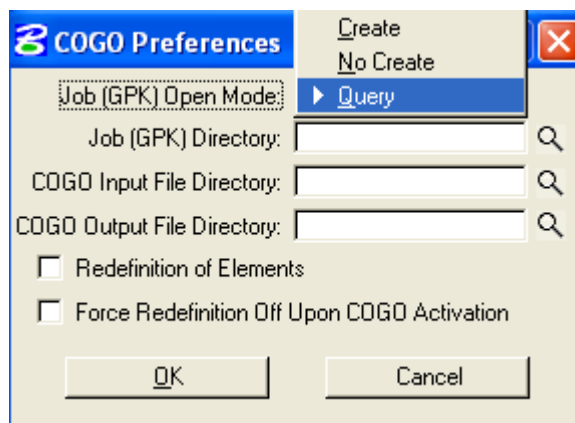 COGO Preferences
Create
No Create
Job (GPK) Open Mode:
Query
Job (GPK) Directory:
COGO Input File Directory:
COGO Output File Directory:
Redefinition of Elements
Force Redefinition Off Upon COGO Activation
OK
Cancel